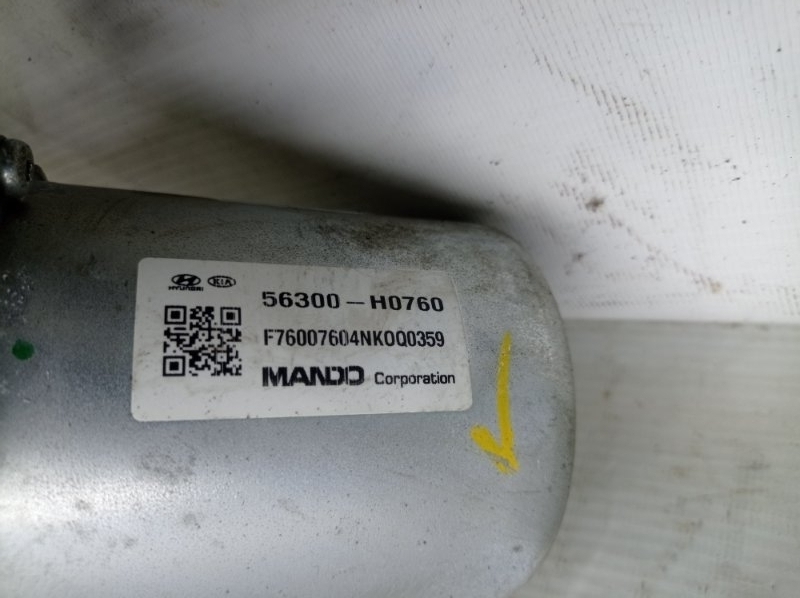 HYUNDAI KIA
56300-H0760
F76007604NK0Q0359
MANDO Corporation